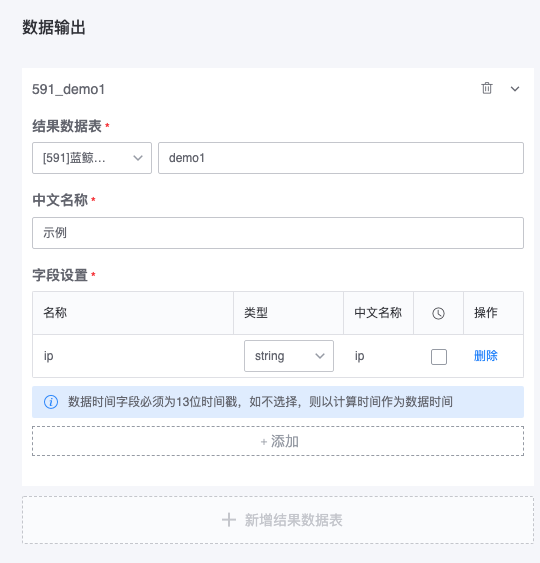 数据输出
591_demo1
结果数据表 *
[591]蓝鲸... demo1
中文名称 *
示例
字段设置 *
名称 类型 中文名称 操作
ip string ip 删除
数据时间字段必须为13位时间戳，如不选择，则以计算时间作为数据时间
+ 添加
+ 新增结果数据表